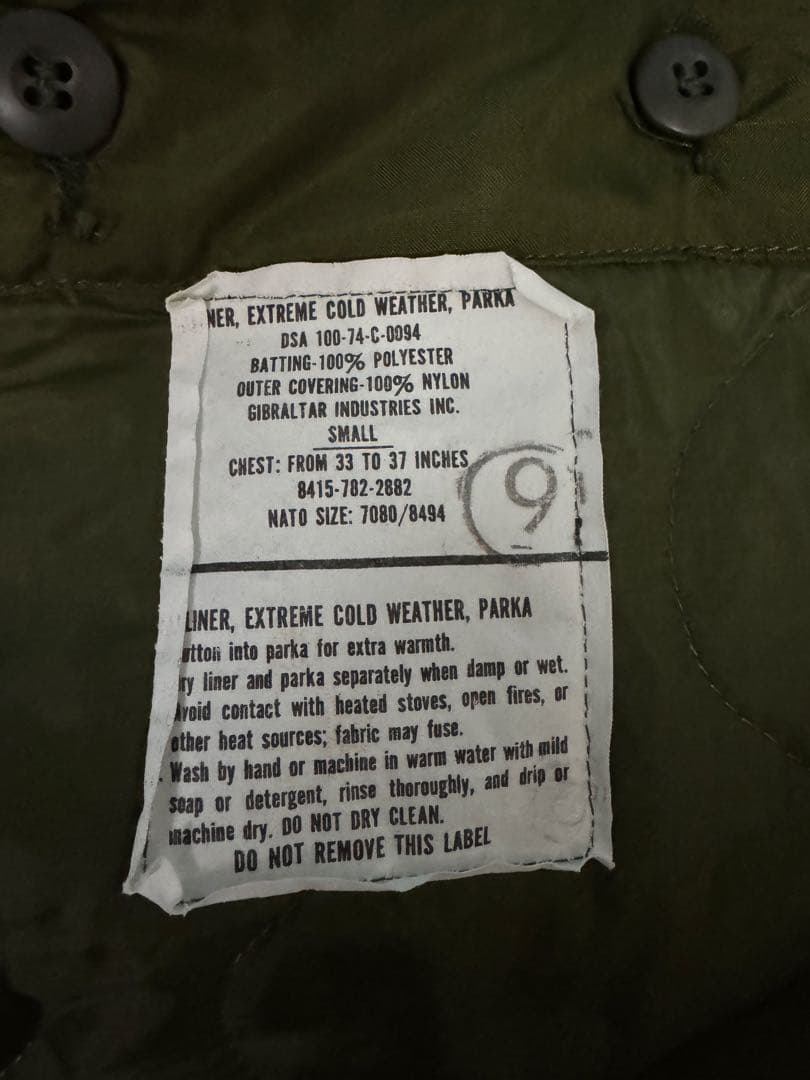 NER, EXTREME COLD WEATHER, PARKA
DSA 100-74-C-0094
BATTING-100% POLYESTER
OUTER COVERING-100% NYLON
GIBRALTAR INDUSTRIES INC.
SMALL
CHEST: FROM 33 TO 37 INCHES
8415-782-2882
NATO SIZE: 7080/8494
9
LINER, EXTREME COLD WEATHER, PARKA
utton into parka for extra warmth.
ry liner and parka separately when damp or wet.
Avoid contact with heated stoves, open fires, or
other heat sources; fabric may fuse.
. Wash by hand or machine in warm water with mild
soap or detergent, rinse thoroughly, and drip or
machine dry. DO NOT DRY CLEAN.
DO NOT REMOVE THIS LABEL